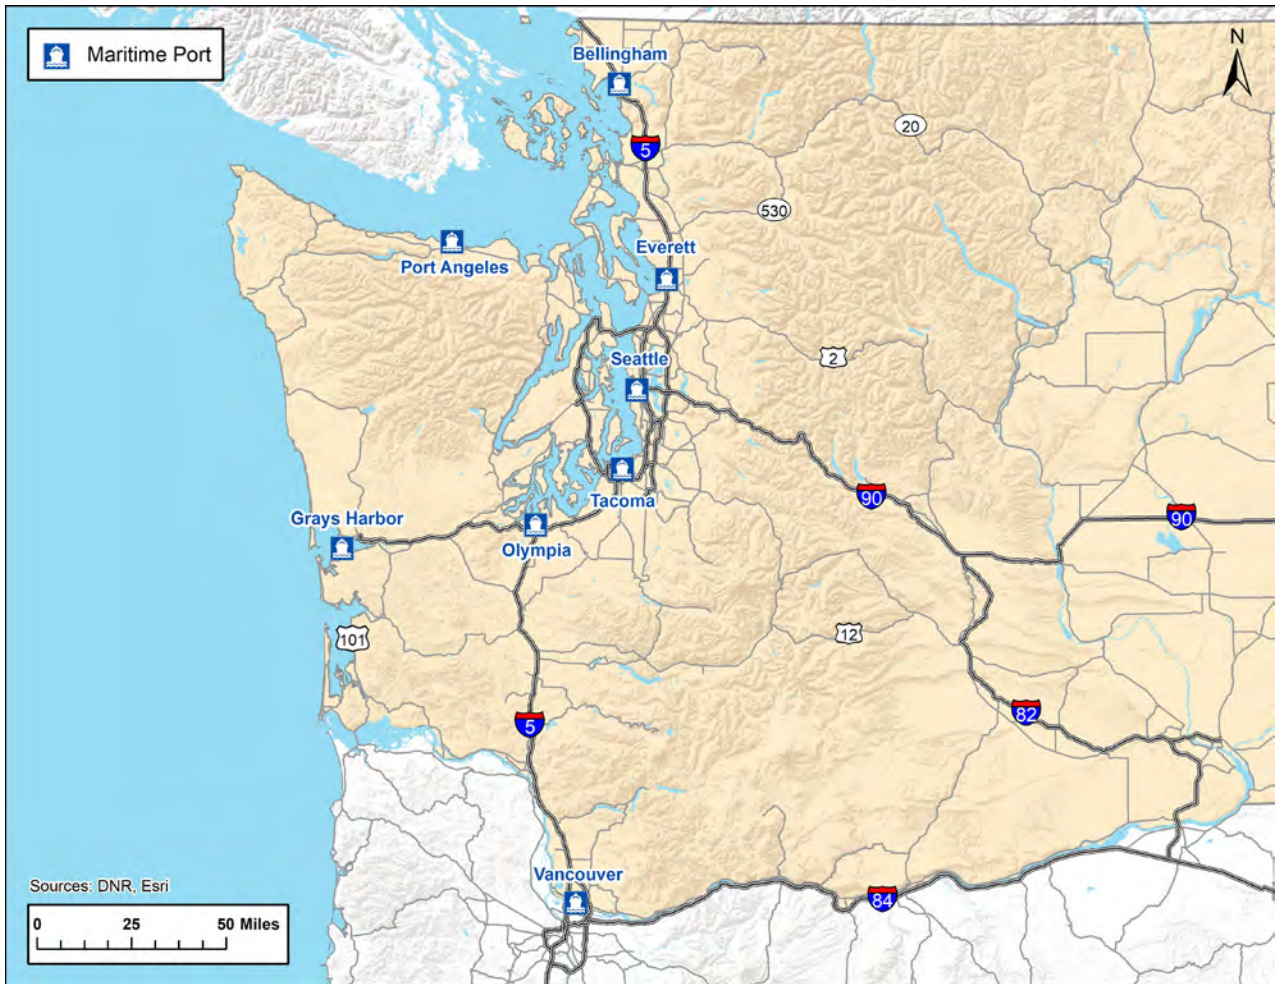 Maritime Port
N
Bellingham
20
5
530
Everett
Port Angeles
2
Seattle
90
90
Tacoma
Grays Harbor
Olympia
101
12
82
5
Vancouver
84
Sources: DNR, Esri
0 25 50 Miles